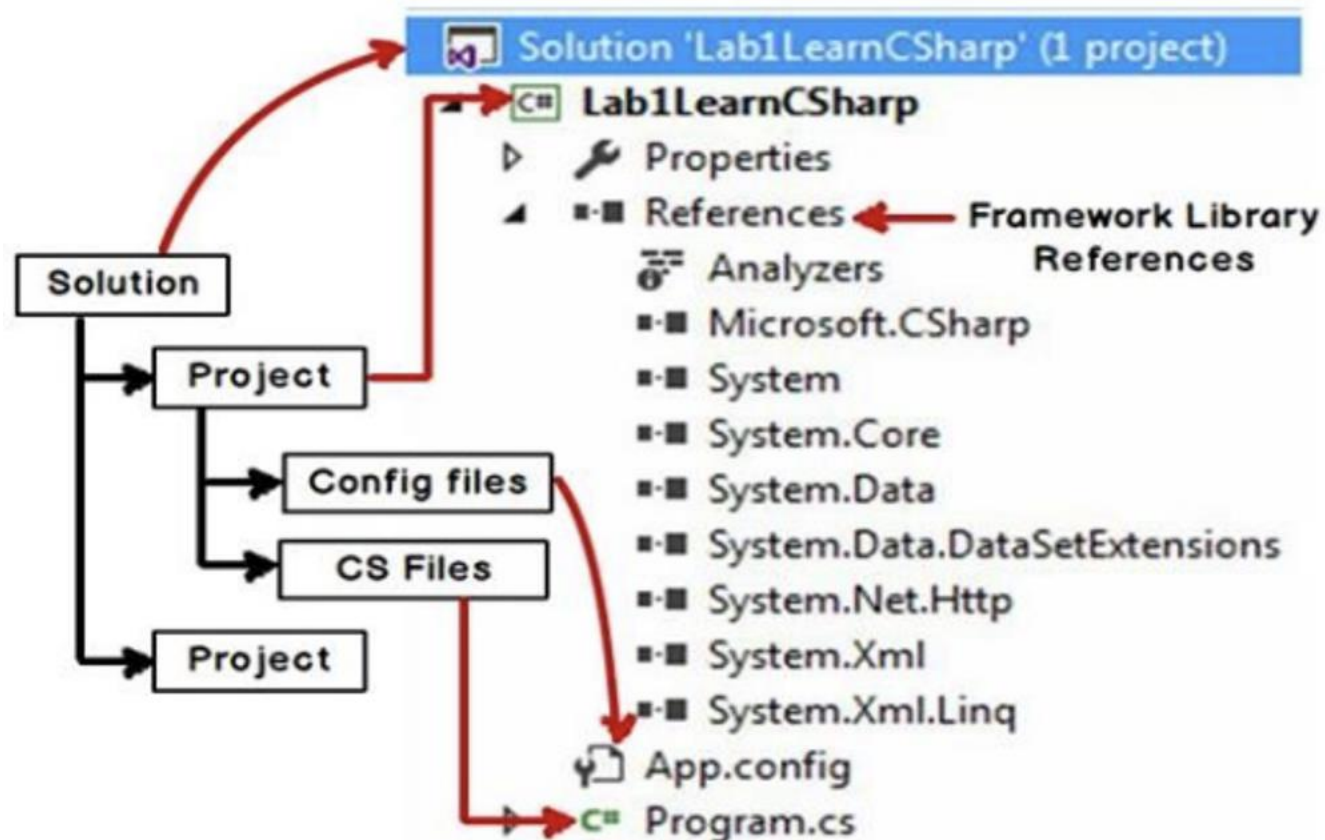 Solution 'Lab1LearnCSharp' (1 project)
C# Lab1LearnCSharp
Properties
References
Framework Library
References
Analyzers
Microsoft.CSharp
System
System.Core
System.Data
System.Data.DataSetExtensions
System.Net.Http
System.Xml
System.Xml.Linq
App.config
C# Program.cs
Solution
Project
Config files
CS Files
Project